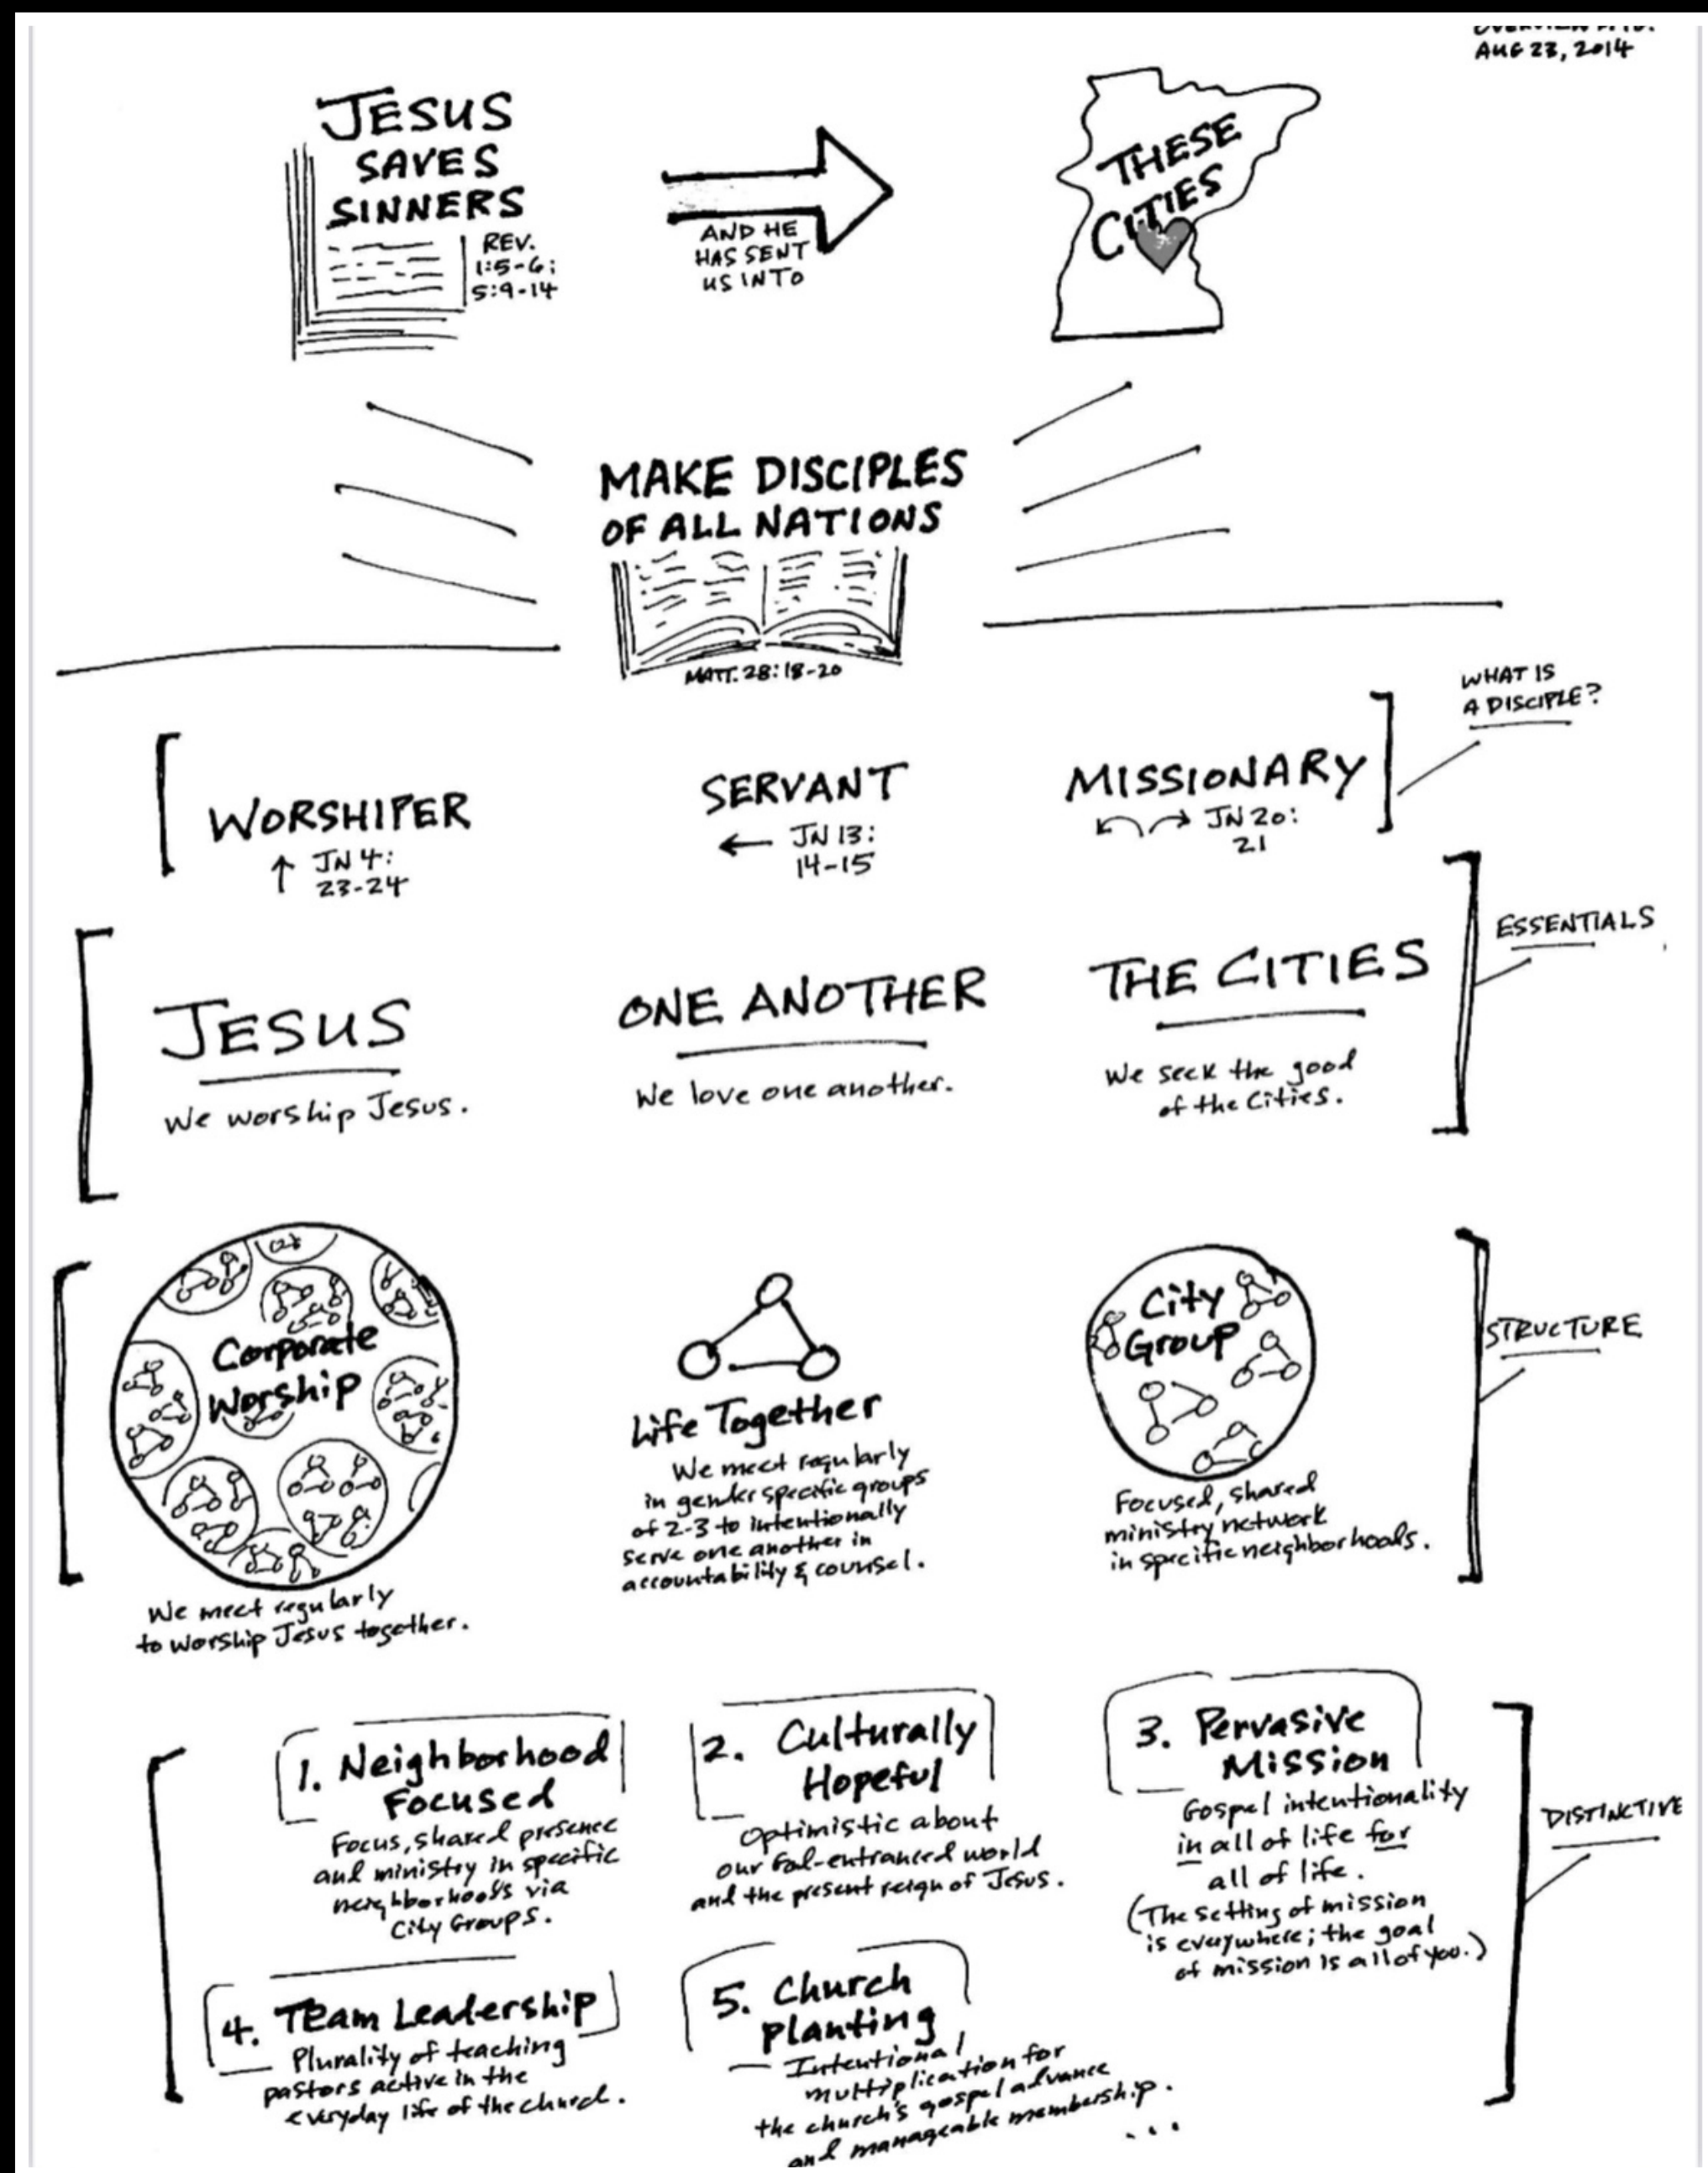 AUG 23, 2014
JESUS
SAVES
SINNERS
REV.
1:5-6;
5:9-14
AND HE
HAS SENT
US INTO
THESE
CITIES
MAKE DISCIPLES
OF ALL NATIONS
MATT. 28:18-20
WHAT IS
A DISCIPLE?
WORSHIPER
↑ JN 4:
23-24
SERVANT
← JN 13:
14-15
MISSIONARY
JN 20:
21
ESSENTIALS
JESUS
We worship Jesus.
ONE ANOTHER
We love one another.
THE CITIES
We seek the good
of the Cities.
STRUCTURE
Corporate
Worship
We meet regularly
to worship Jesus together.
Life Together
We meet regularly
in gender specific groups
of 2-3 to intentionally
serve one another in
accountability & counsel.
City
Group
Focused, shared
ministry network
in specific neighborhoods.
DISTINCTIVE
1. Neighborhood
Focused
Focus, shared presence
and ministry in specific
neighborhoods via
City Groups.
2. Culturally
Hopeful
Optimistic about
our God-entranced world
and the present reign of Jesus.
3. Pervasive
Mission
Gospel intentionality
in all of life for
all of life.
(The setting of mission
is everywhere; the goal
of mission is all of you.)
4. Team Leadership
Plurality of teaching
pastors active in the
everyday life of the church.
5. Church
Planting
Intentional
multiplication for
the church's gospel advance
and manageable membership.
...